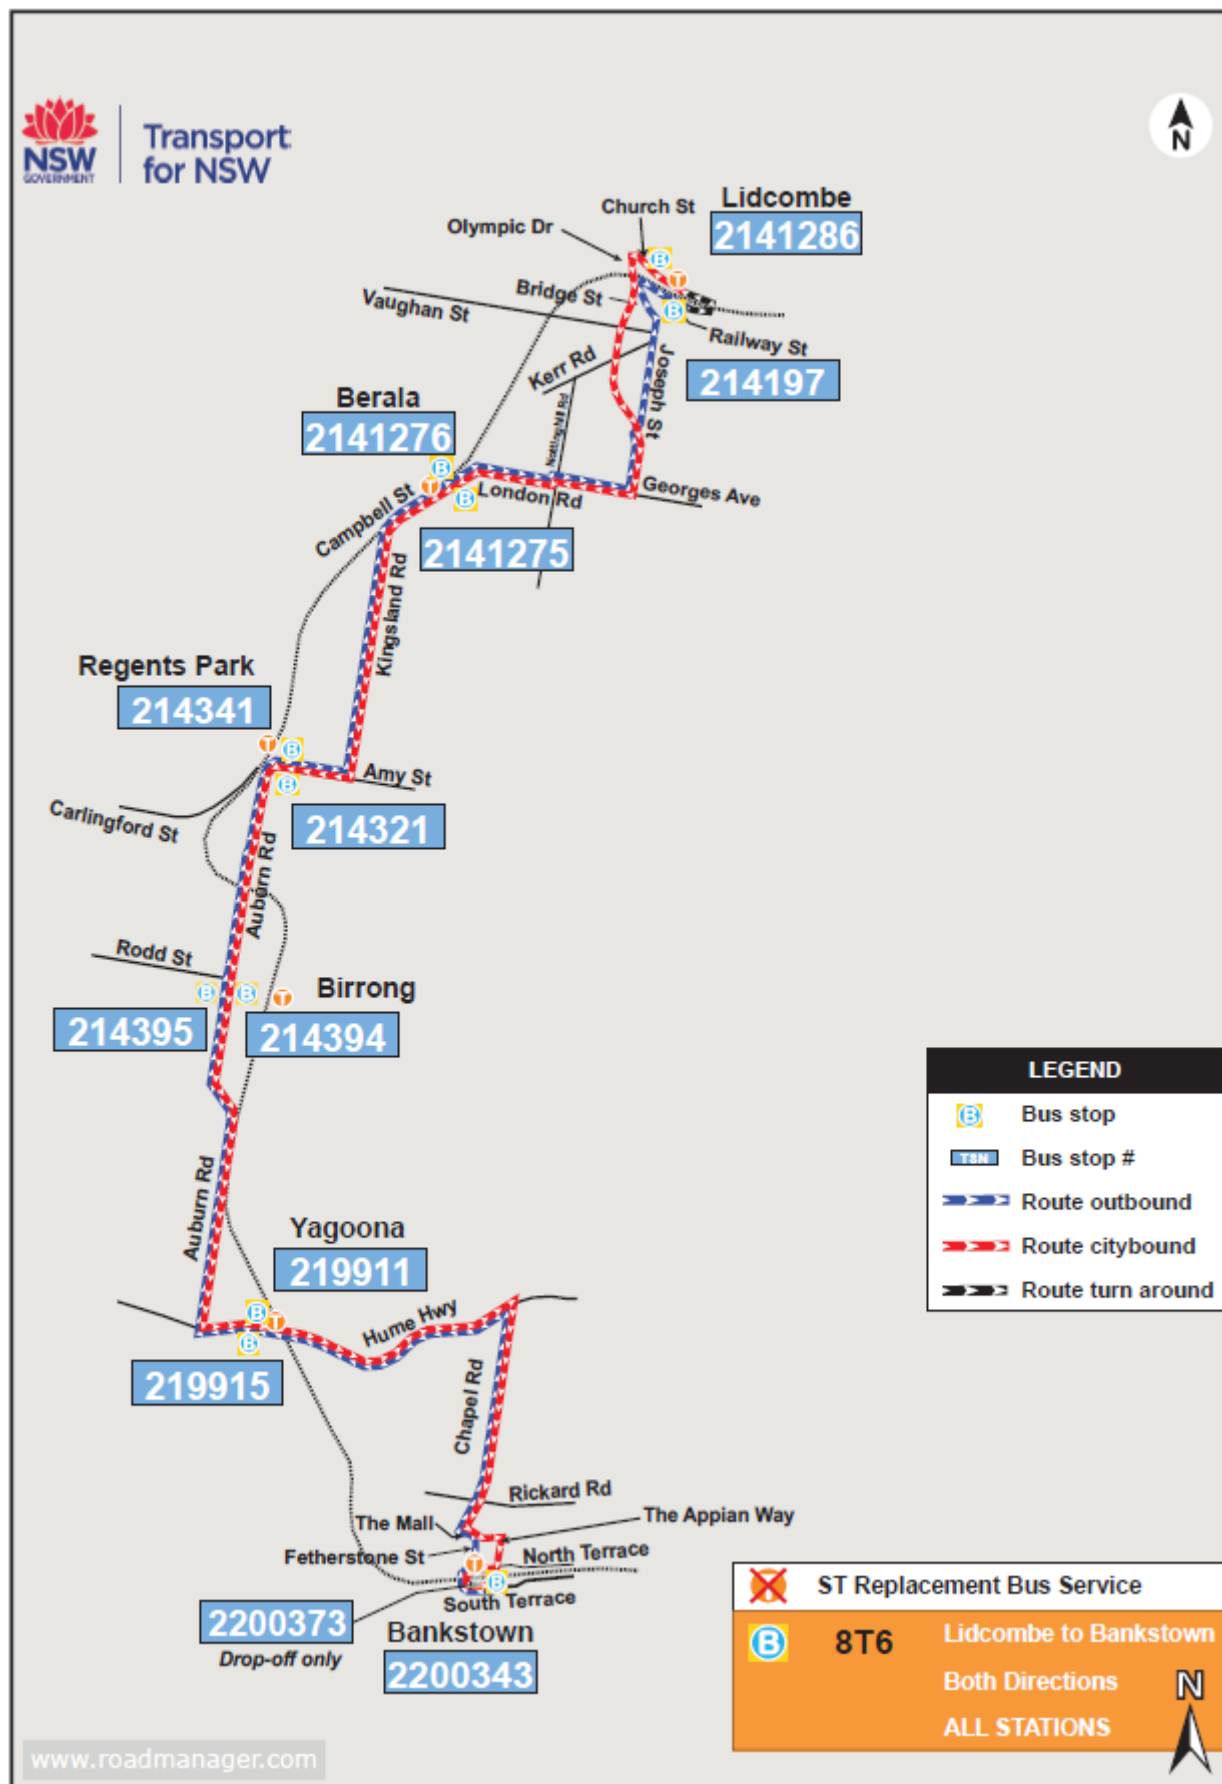 NSW
GOVERNMENT
Transport
for NSW
N
Lidcombe
2141286
Church St
Olympic Dr
Bridge St
Vaughan St
Railway St
214197
Kerr Rd
Joseph St
Berala
2141276
Georges Ave
London Rd
Campbell St
2141275
Kingsland Rd
Regents Park
214341
Amy St
Carlingford St
214321
Auborn Rd
Rodd St
Birrong
214395
214394
LEGEND
B Bus stop
TSN Bus stop #
Route outbound
Route citybound
Route turn around
Auburn Rd
Yagoona
219911
Hume Hwy
219915
Chapel Rd
Rickard Rd
The Mall
The Appian Way
Fetherstone St
North Terrace
South Terrace
2200373
Drop-off only
Bankstown
2200343
ST Replacement Bus Service
B 8T6 Lidcombe to Bankstown
Both Directions
ALL STATIONS
N
www.roadmanager.com